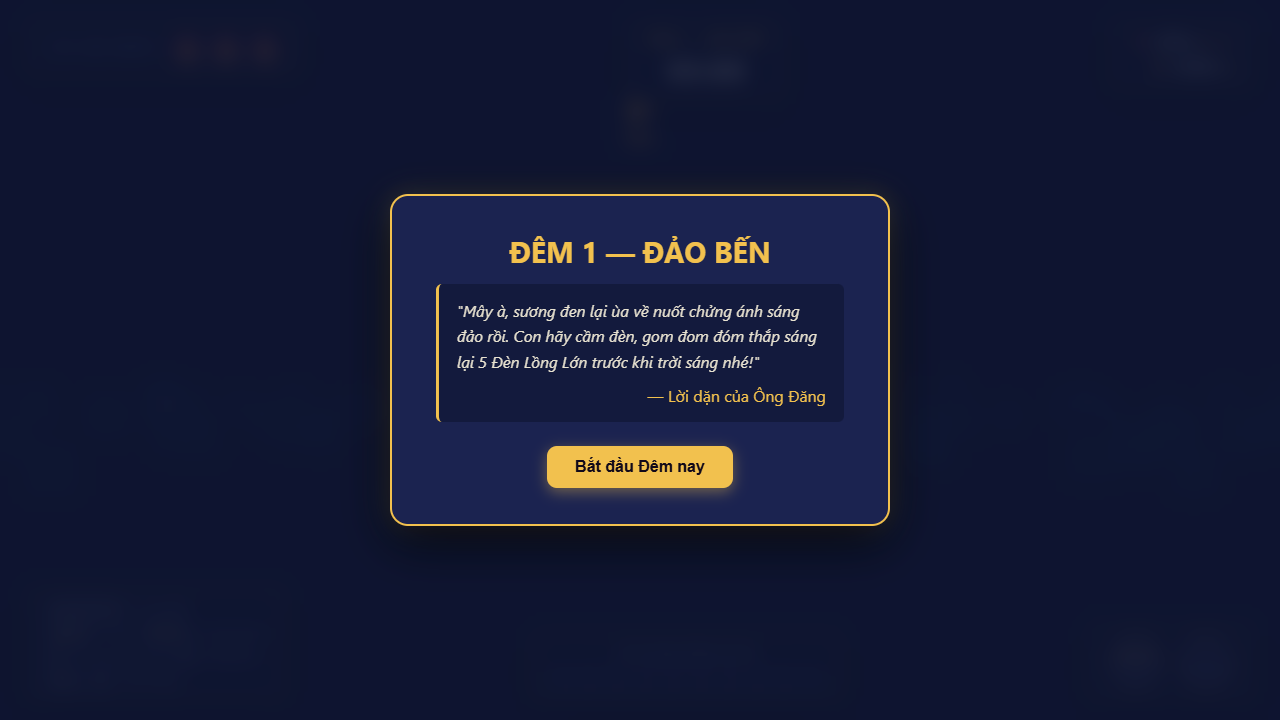 ĐÊM 1 — ĐẢO BẾN
"Mây à, sương đen lại ùa về nuốt chửng ánh sáng
đảo rồi. Con hãy cầm đèn, gom đom đóm thắp sáng
lại 5 Đèn Lồng Lớn trước khi trời sáng nhé!"
— Lời dặn của Ông Đăng
Bắt đầu Đêm nay